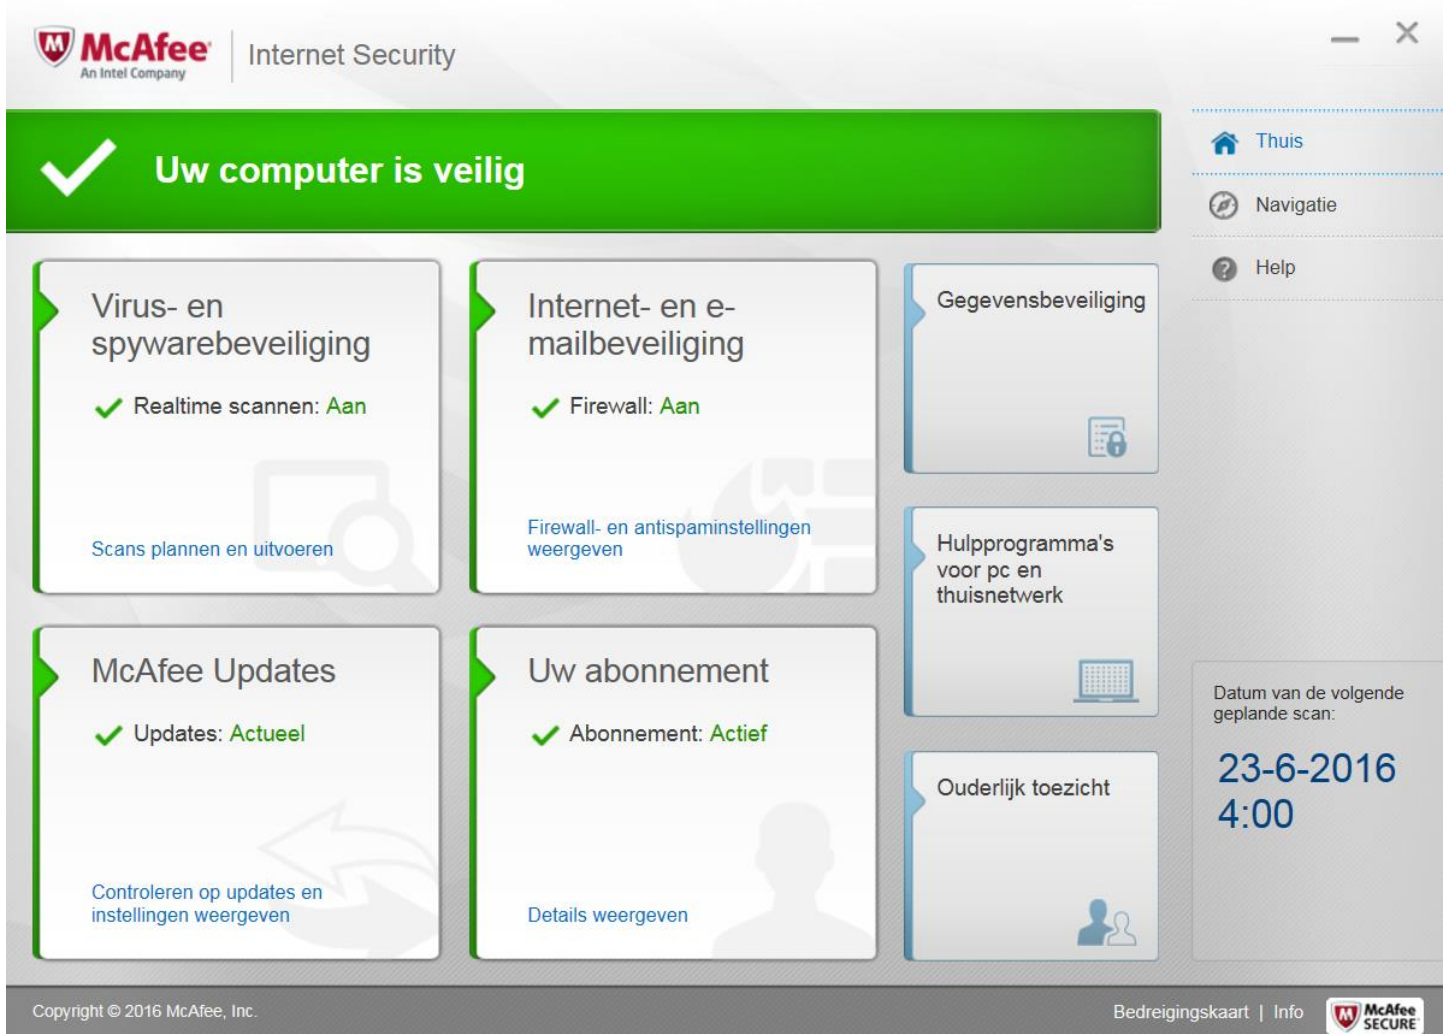 McAfee
An Intel Company
Internet Security
Uw computer is veilig
Thuis
Navigatie
Help
Virus- en
spywarebeveiliging
Realtime scannen: Aan
Scans plannen en uitvoeren
Internet- en e-
mailbeveiliging
Firewall: Aan
Firewall- en antispaminstellingen
weergeven
Gegevensbeveiliging
Hulpprogramma's
voor pc en
thuisnetwerk
McAfee Updates
Updates: Actueel
Controleren op updates en
instellingen weergeven
Uw abonnement
Abonnement: Actief
Details weergeven
Ouderlijk toezicht
Datum van de volgende
geplande scan:
23-6-2016
4:00
Copyright © 2016 McAfee, Inc.
Bedreigingskaart | Info
McAfee
SECURE